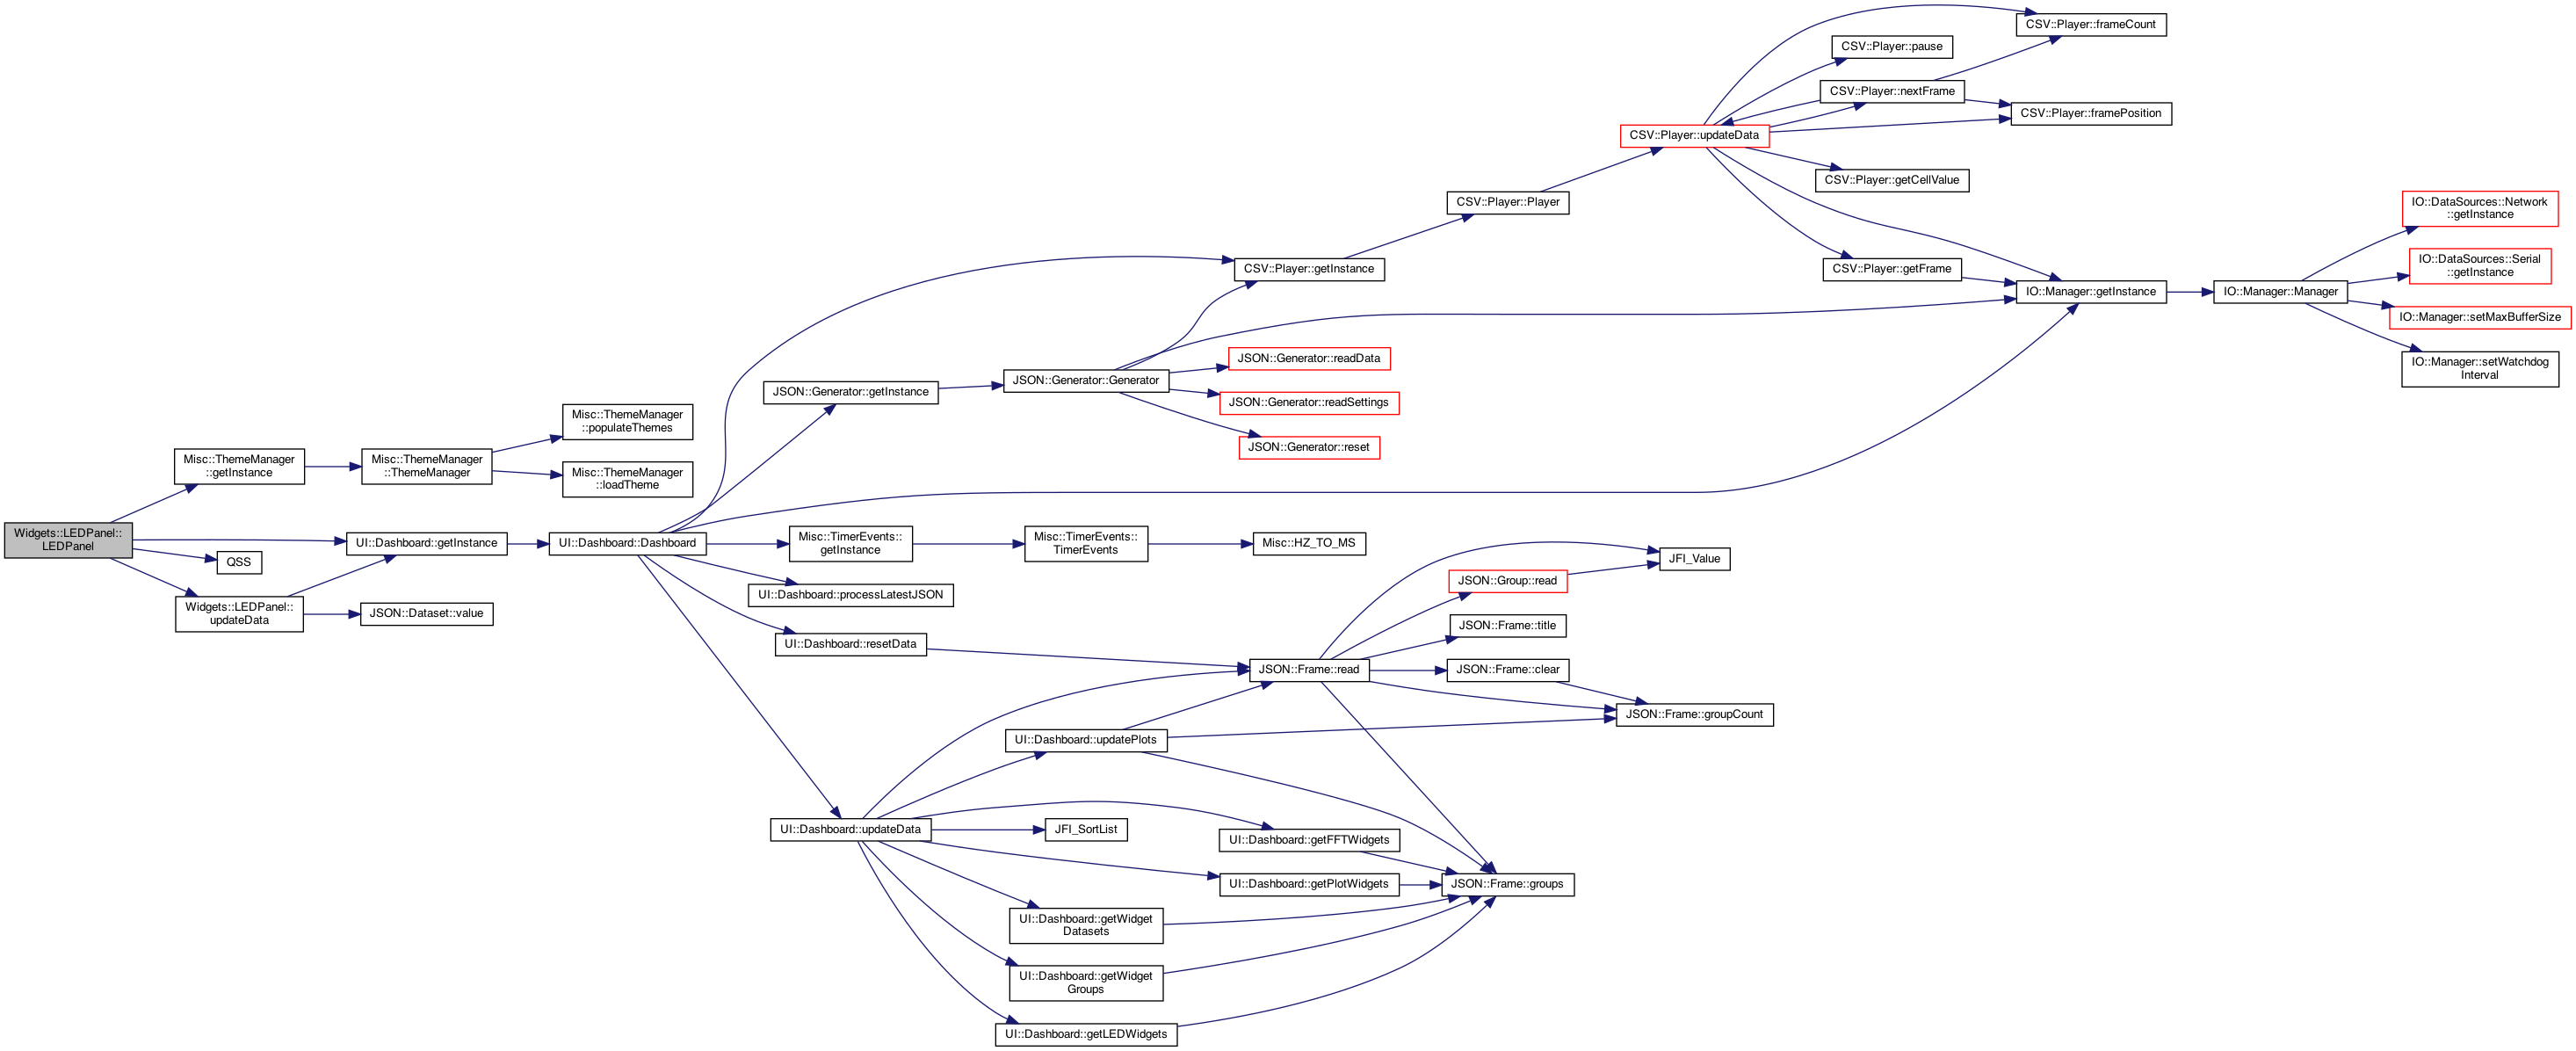 Widgets::LEDPanel::
LEDPanel
Misc::ThemeManager
::getInstance
UI::Dashboard::getInstance
QSS
Widgets::LEDPanel::
updateData
Misc::ThemeManager
::ThemeManager
JSON::Dataset::value
Misc::ThemeManager
::populateThemes
Misc::ThemeManager
::loadTheme
UI::Dashboard::Dashboard
JSON::Generator::getInstance
Misc::TimerEvents::
getInstance
UI::Dashboard::processLatestJSON
UI::Dashboard::resetData
UI::Dashboard::updateData
JSON::Generator::Generator
Misc::TimerEvents::
TimerEvents
UI::Dashboard::updatePlots
JFI_SortList
UI::Dashboard::getWidget
Datasets
UI::Dashboard::getWidget
Groups
UI::Dashboard::getLEDWidgets
CSV::Player::getInstance
JSON::Generator::readData
JSON::Generator::readSettings
JSON::Generator::reset
Misc::HZ_TO_MS
JSON::Frame::read
UI::Dashboard::getFFTWidgets
UI::Dashboard::getPlotWidgets
CSV::Player::Player
JSON::Group::read
JSON::Frame::title
JSON::Frame::clear
JSON::Frame::groups
CSV::Player::updateData
JFI_Value
JSON::Frame::groupCount
CSV::Player::pause
CSV::Player::nextFrame
CSV::Player::getCellValue
CSV::Player::getFrame
CSV::Player::frameCount
CSV::Player::framePosition
IO::Manager::getInstance
IO::Manager::Manager
IO::DataSources::Network
::getInstance
IO::DataSources::Serial
::getInstance
IO::Manager::setMaxBufferSize
IO::Manager::setWatchdog
Interval